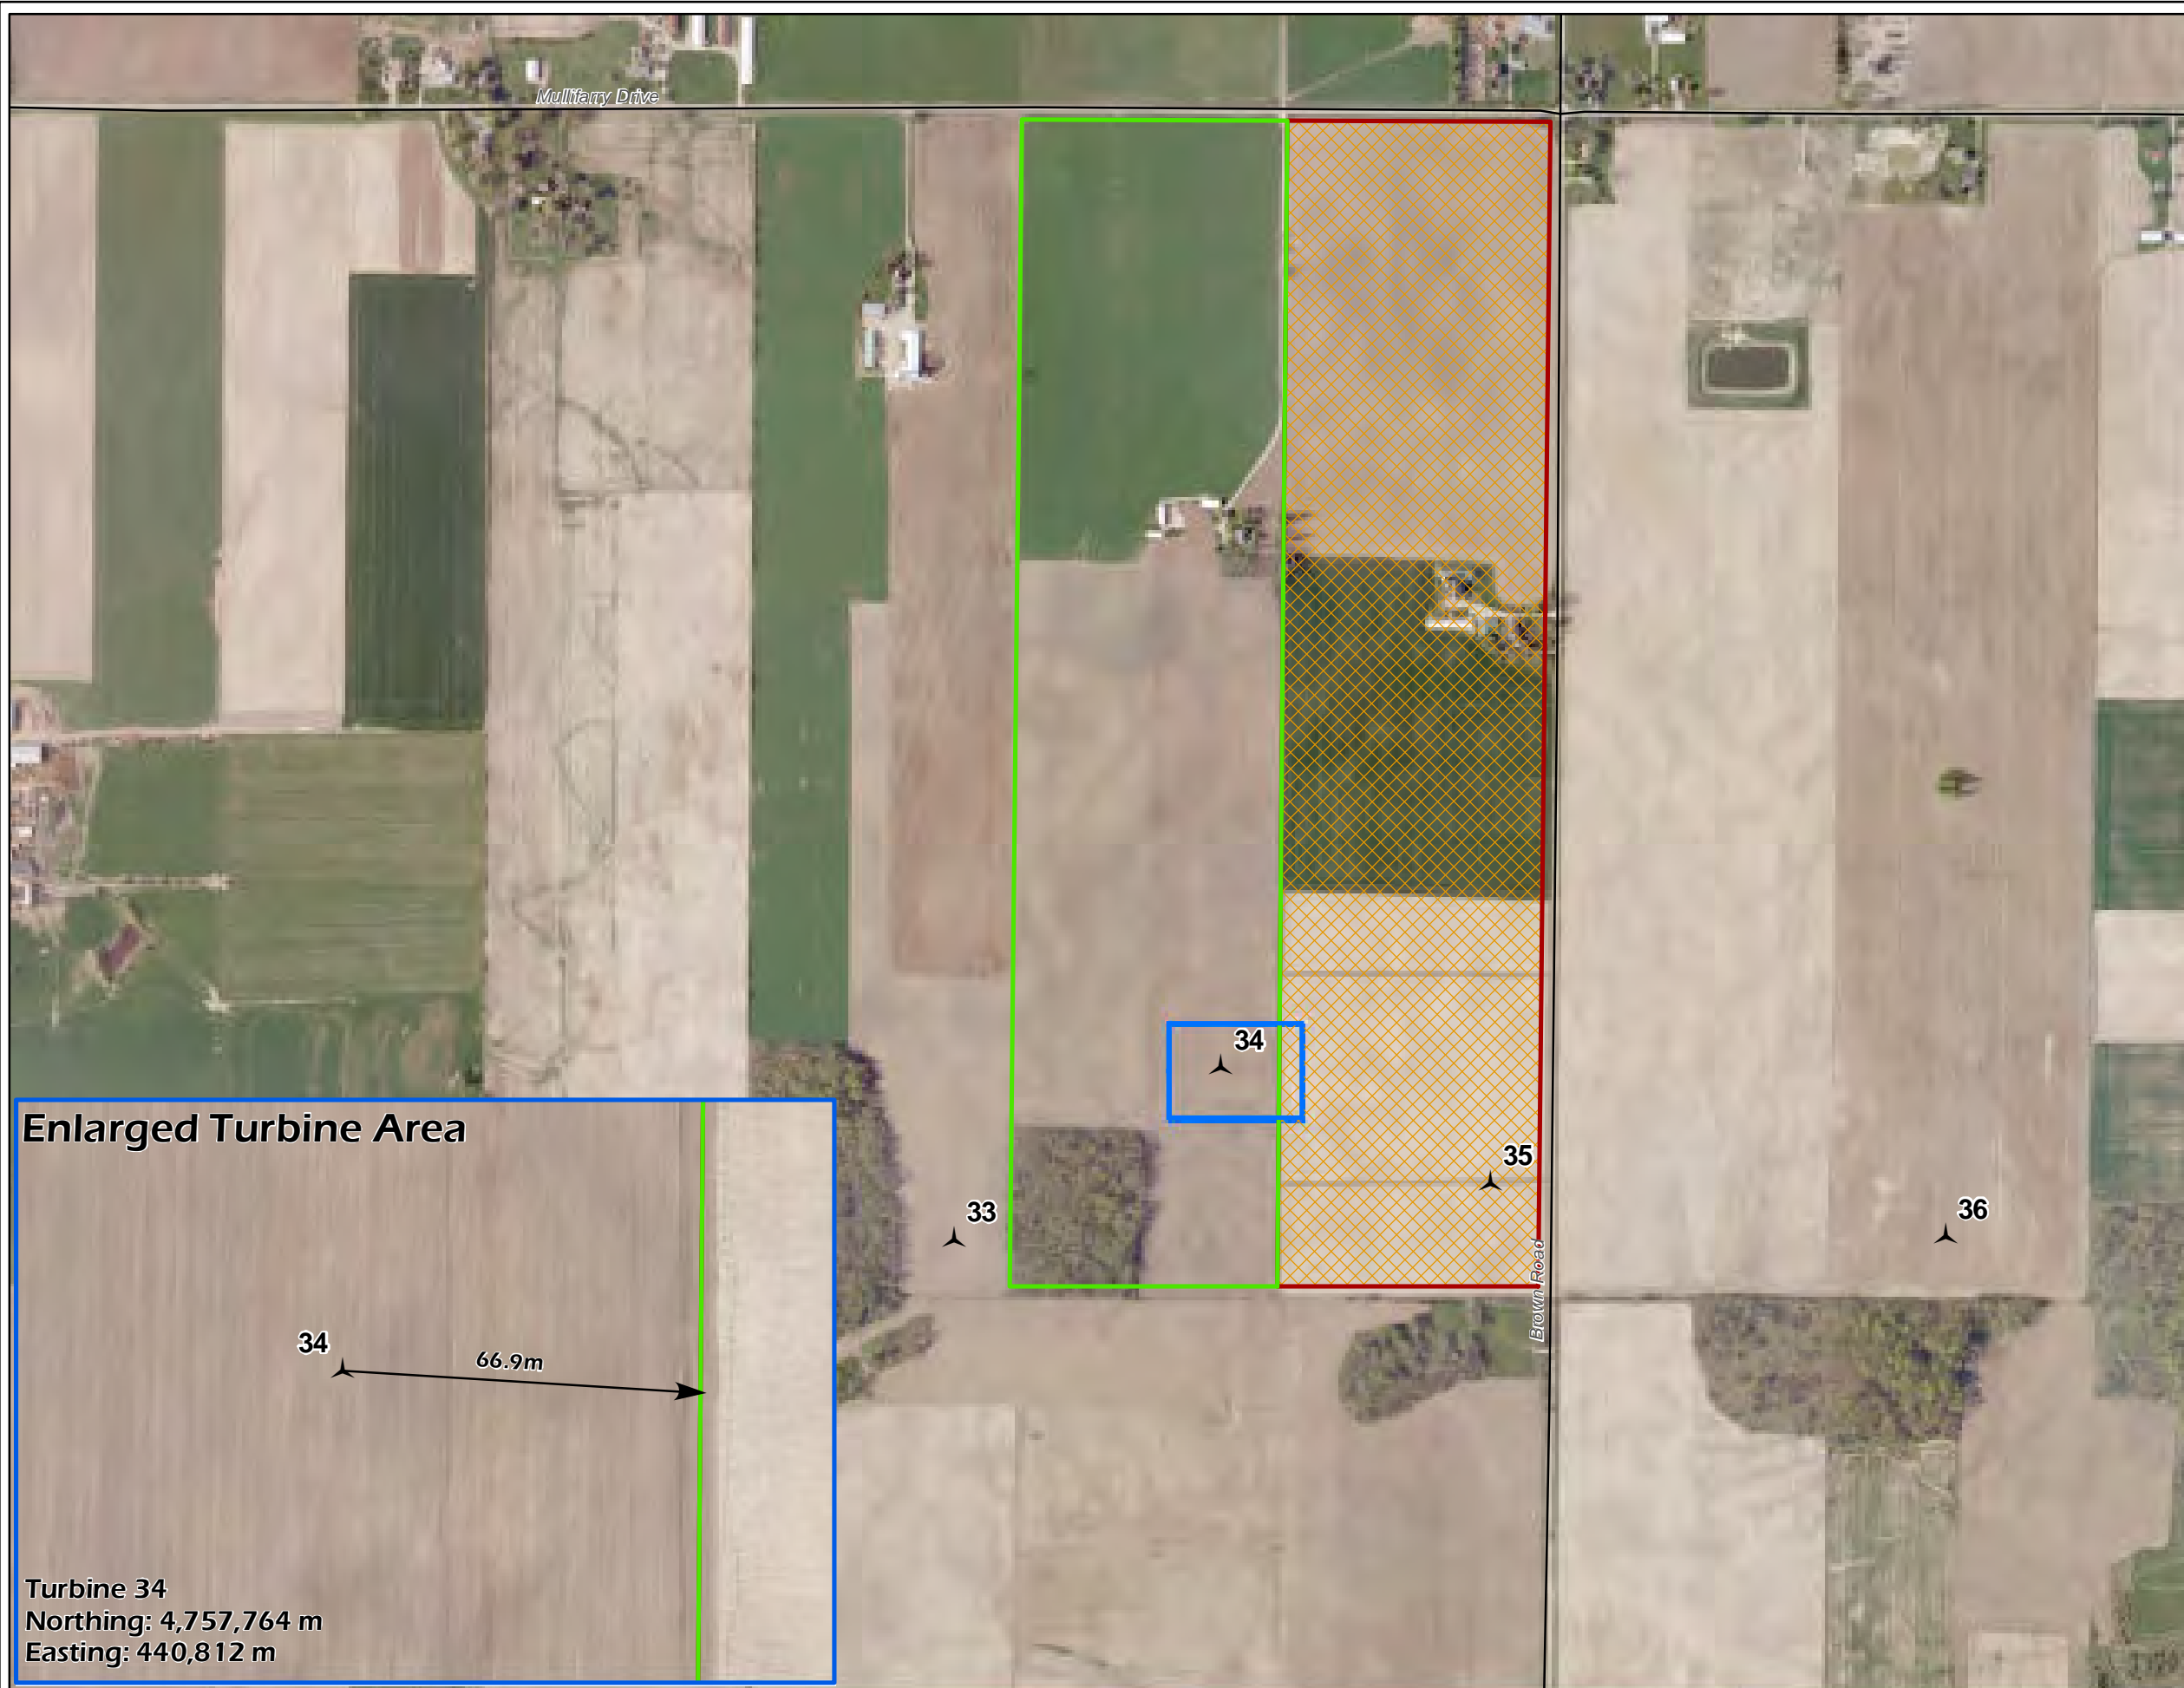 Mullifarry Drive
34
35
33
36
Brown Road
Enlarged Turbine Area
34
66.9m
Turbine 34
Northing: 4,757,764 m
Easting: 440,812 m